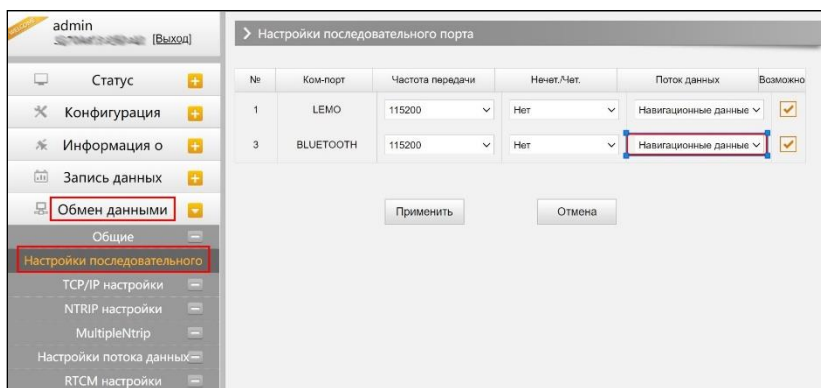 WELCOME
admin
[Выход]
Статус
Конфигурация
Информация о
Запись данных
Обмен данными
Общие
Настройки последовательного
TCP/IP настройки
NTRIP настройки
MultipleNtrip
Настройки потока данных
RTCM настройки
Настройки последовательного порта
№ Ком-порт Частота передачи Нечет./Чет. Поток данных Возможно
1 LEMO 115200 Нет Навигационные данные
3 BLUETOOTH 115200 Нет Навигационные данные
Применить Отмена